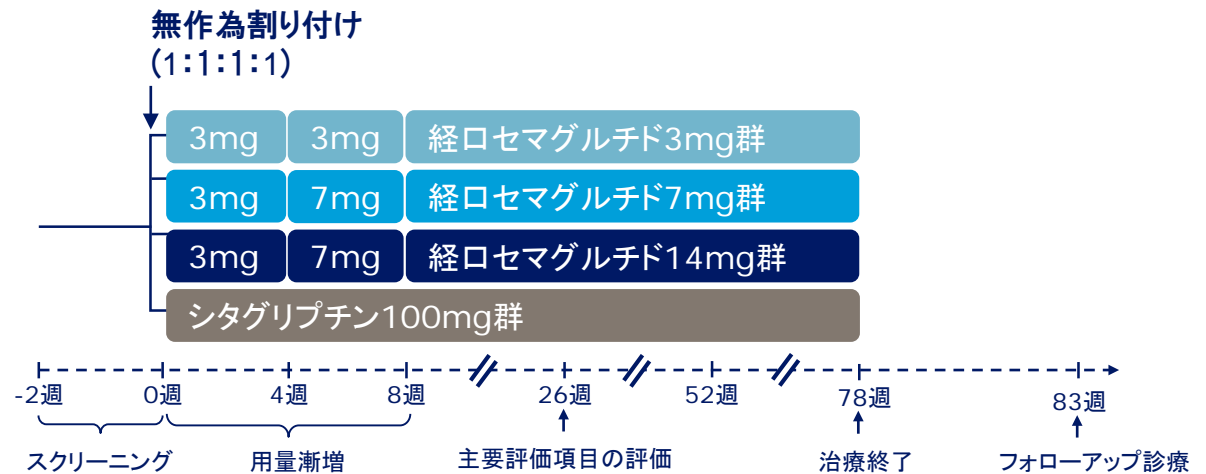 無作為割り付け
(1:1:1:1)
3mg 3mg 経口セマグルチド3mg群
3mg 7mg 経口セマグルチド7mg群
3mg 7mg 経口セマグルチド14mg群
シタグリプチン100mg群
-2週 0週 4週 8週 26週 52週 78週 83週
スクリーニング 用量漸増 主要評価項目の評価 治療終了 フォローアップ診療